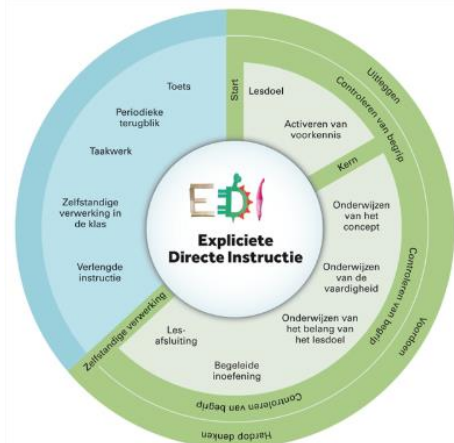 Uitleggen
Controleren van begrip
Start
Lesdoel
Activeren van
voorkennis
Kern
Onderwijzen
van het
concept
Onderwijzen
van de
vaardigheid
Onderwijzen van
het belang van
het lesdoel
Controleren van begrip
Voordoen
Begeleide
inoefening
Les-
afsluiting
Controleren van begrip
Hardop denken
Zelfstandige verwerking
Verlengde
instructie
Zelfstandige
verwerking in
de klas
Taakwerk
Periodieke
terugblik
Toets
EDI
Expliciete
Directe Instructie